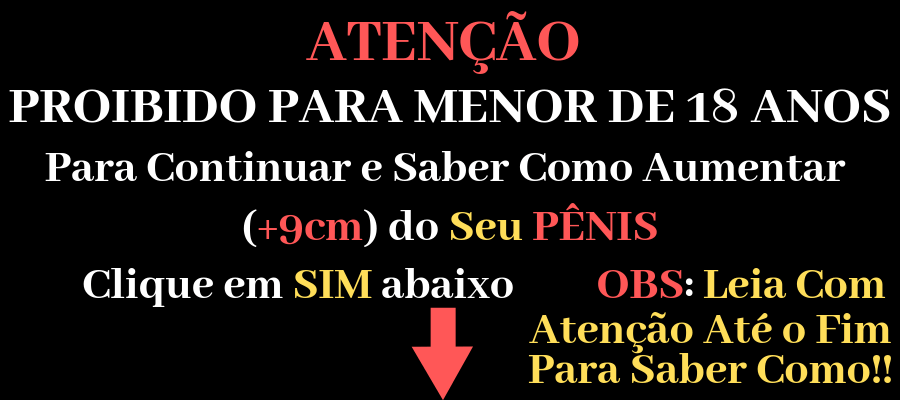 ATENÇÃO
PROIBIDO PARA MENOR DE 18 ANOS
Para Continuar e Saber Como Aumentar
(+9cm) do Seu PÊNIS
Clique em SIM abaixo
OBS: Leia Com
Atenção Até o Fim
Para Saber Como!!